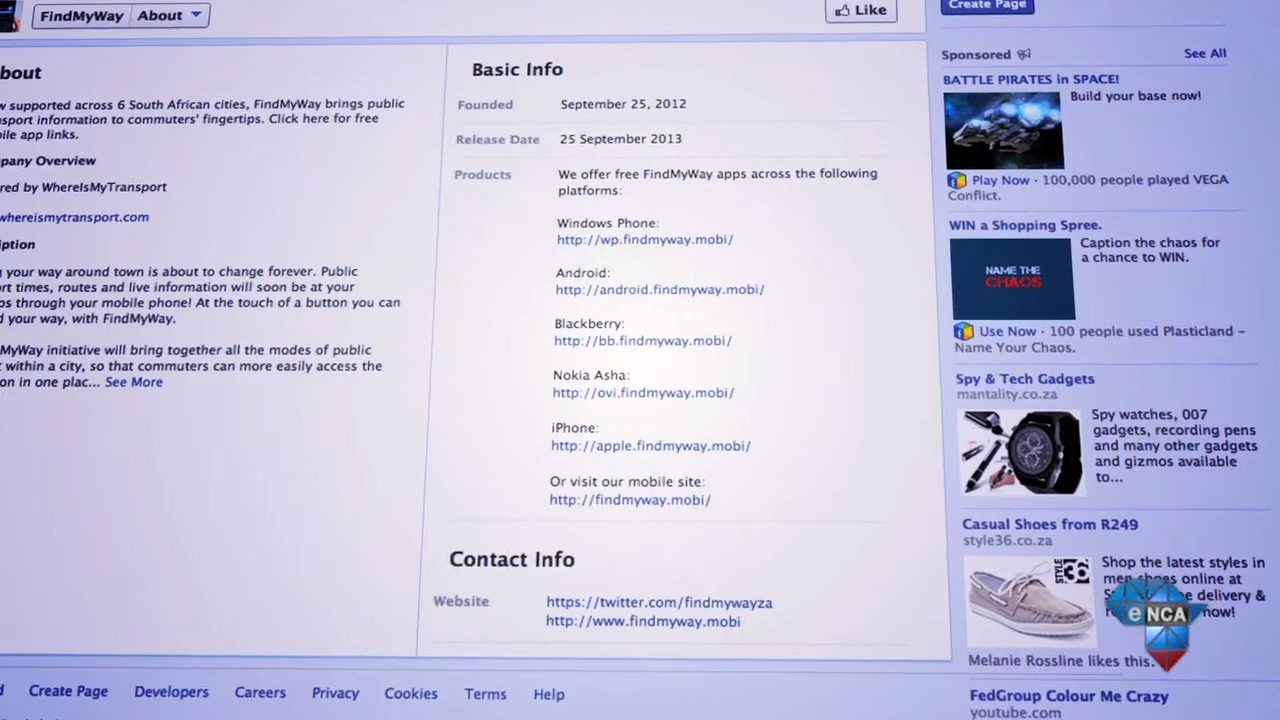 FindMyWay
About
Like
Create Page
bout
w supported across 6 South African cities, FindMyWay brings public
sport information to commuters' fingertips. Click here for free
ile app links.
pany Overview
red by WhereIsMyTransport
whereismytransport.com
iption
g your way around town is about to change forever. Public
rt times, routes and live information will soon be at your
ps through your mobile phone! At the touch of a button you can
d your way, with FindMyWay.
MyWay initiative will bring together all the modes of public
t within a city, so that commuters can more easily access the
on in one plac... See More
Basic Info
Founded September 25, 2012
Release Date 25 September 2013
Products We offer free FindMyWay apps across the following
platforms:
Windows Phone:
http://wp.findmyway.mobi/
Android:
http://android.findmyway.mobi/
Blackberry:
http://bb.findmyway.mobi/
Nokia Asha:
http://ovi.findmyway.mobi/
iPhone:
http://apple.findmyway.mobi/
Or visit our mobile site:
http://findmyway.mobi/
Contact Info
Website https://twitter.com/findmywayza
http://www.findmyway.mobi
Sponsored See All
BATTLE PIRATES in SPACE!
Build your base now!
Play Now · 100,000 people played VEGA
Conflict.
WIN a Shopping Spree.
NAME THE
CHAOS
Caption the chaos for
a chance to WIN.
Use Now · 100 people used Plasticland –
Name Your Chaos.
Spy & Tech Gadgets
mantality.co.za
Spy watches, 007
gadgets, recording pens
and many other gadgets
and gizmos available
to...
Casual Shoes from R249
style36.co.za
STYLE 36
Shop the latest styles in
men shoes online at
delivery &
now!
Melanie Rossline likes this.
FedGroup Colour Me Crazy
youtube.com
e NCA
d Create Page Developers Careers Privacy Cookies Terms Help